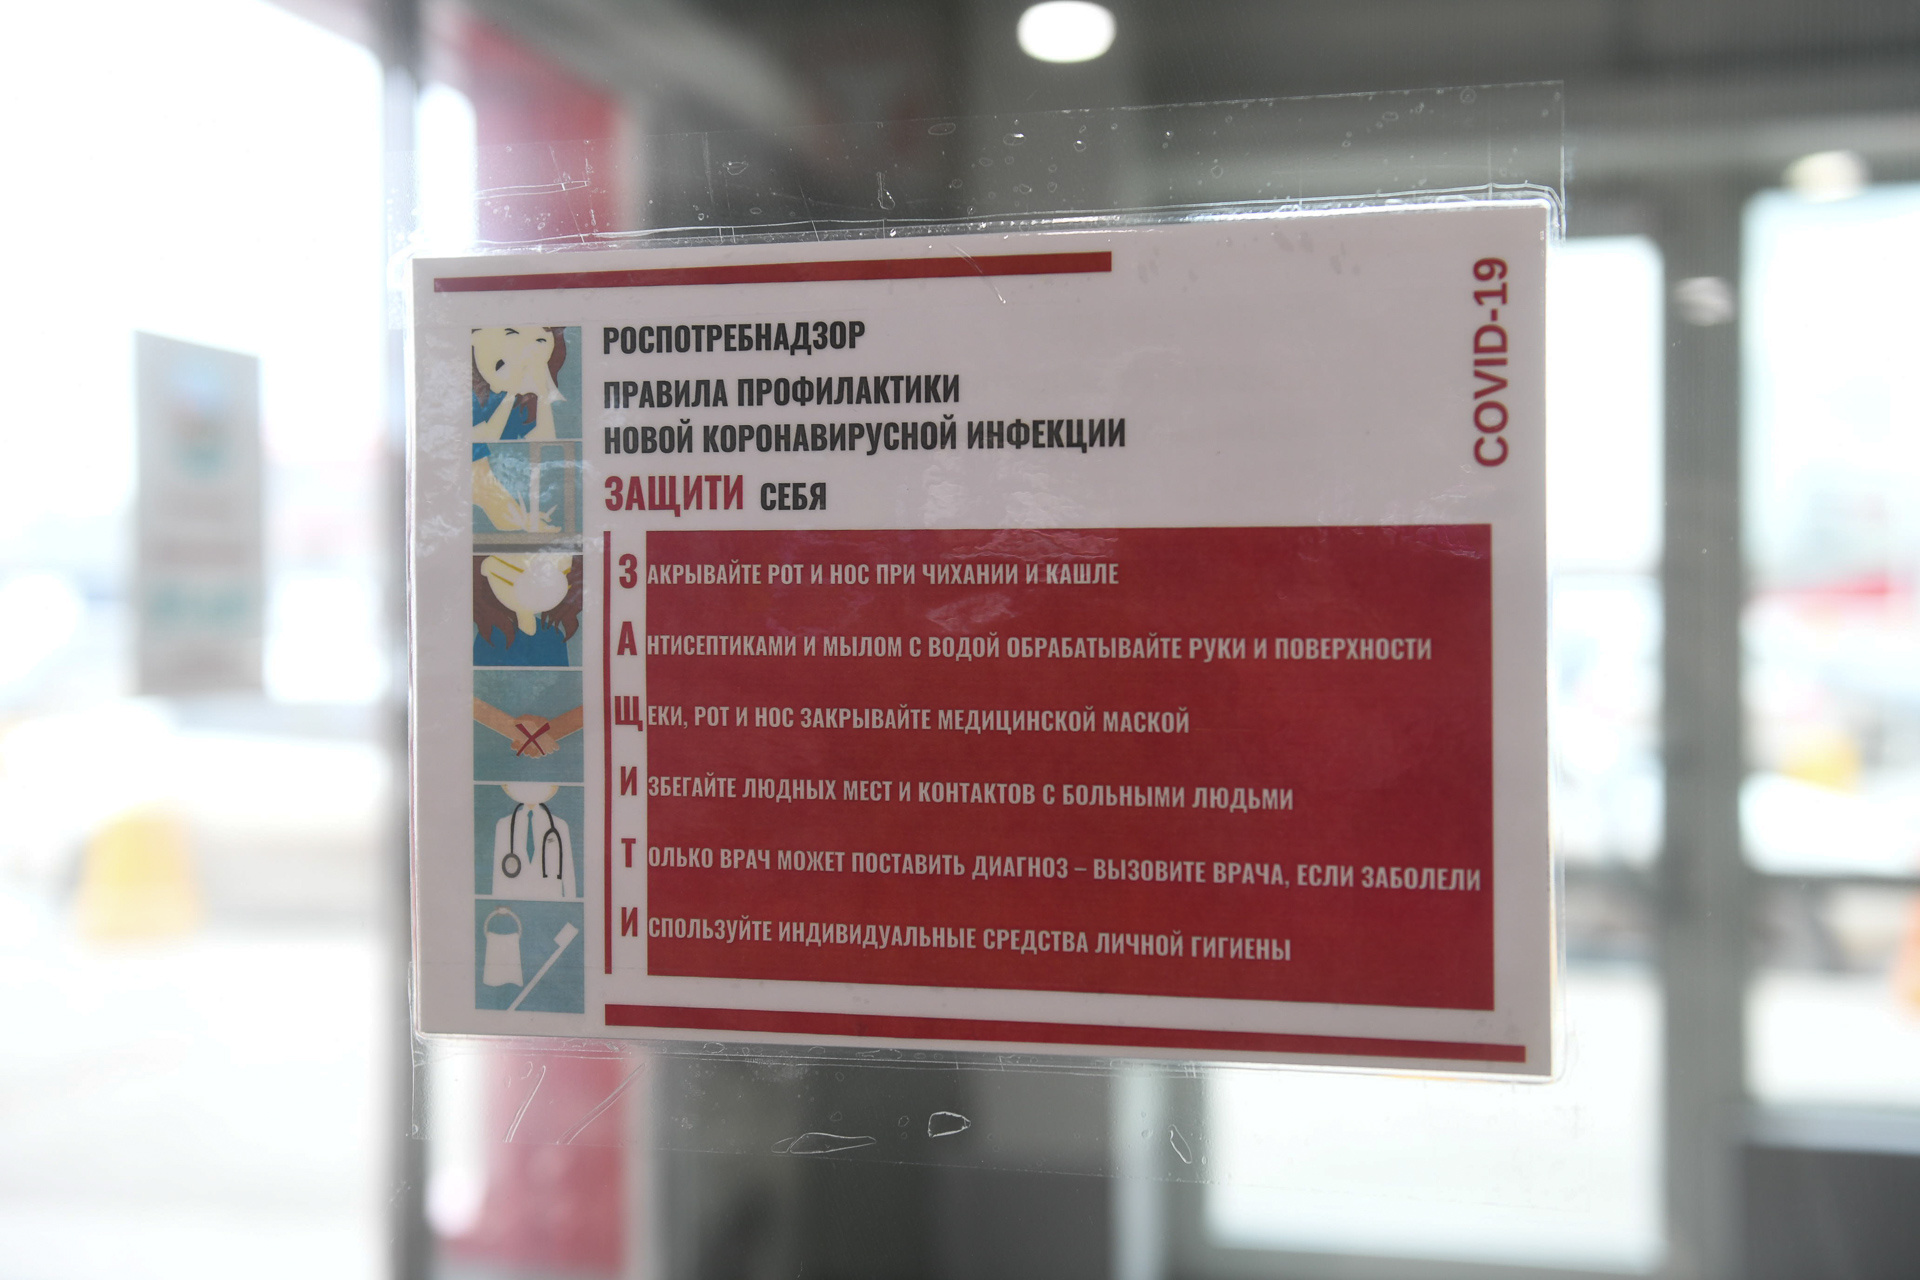 COVID-19
РОСПОТРЕБНАДЗОР
ПРАВИЛА ПРОФИЛАКТИКИ
НОВОЙ КОРОНАВИРУСНОЙ ИНФЕКЦИИ
ЗАЩИТИ СЕБЯ
ЗАКРЫВАЙТЕ РОТ И НОС ПРИ ЧИХАНИИ И КАШЛЕ
АНТИСЕПТИКАМИ И МЫЛОМ С ВОДОЙ ОБРАБАТЫВАЙТЕ РУКИ И ПОВЕРХНОСТИ
ЩЕКИ, РОТ И НОС ЗАКРЫВАЙТЕ МЕДИЦИНСКОЙ МАСКОЙ
ИЗБЕГАЙТЕ ЛЮДНЫХ МЕСТ И КОНТАКТОВ С БОЛЬНЫМИ ЛЮДЬМИ
ТОЛЬКО ВРАЧ МОЖЕТ ПОСТАВИТЬ ДИАГНОЗ – ВЫЗОВИТЕ ВРАЧА, ЕСЛИ ЗАБОЛЕЛИ
ИСПОЛЬЗУЙТЕ ИНДИВИДУАЛЬНЫЕ СРЕДСТВА ЛИЧНОЙ ГИГИЕНЫ